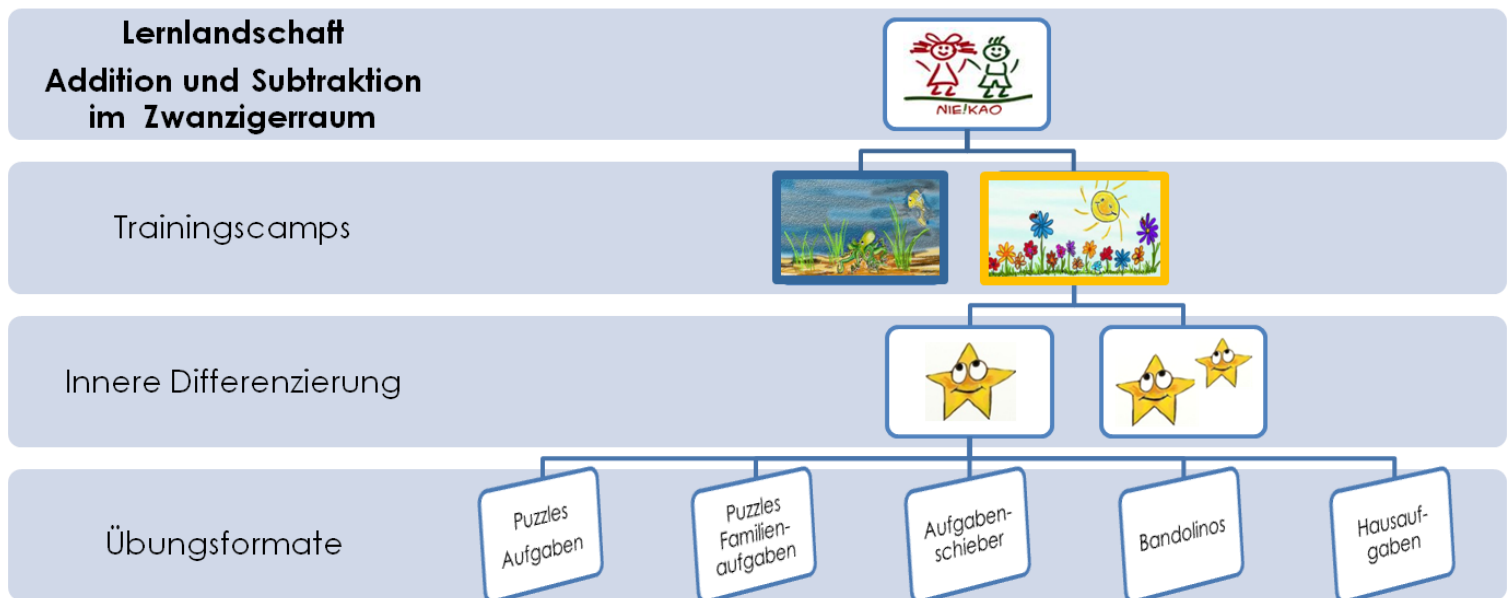 Lernlandschaft
Addition und Subtraktion
im Zwanzigerraum
NIE!KAO
Trainingscamps
Innere Differenzierung
Übungsformate
Puzzles
Aufgaben
Puzzles
Familien-
aufgaben
Aufgaben-
schieber
Bandolinos
Hausauf-
gaben